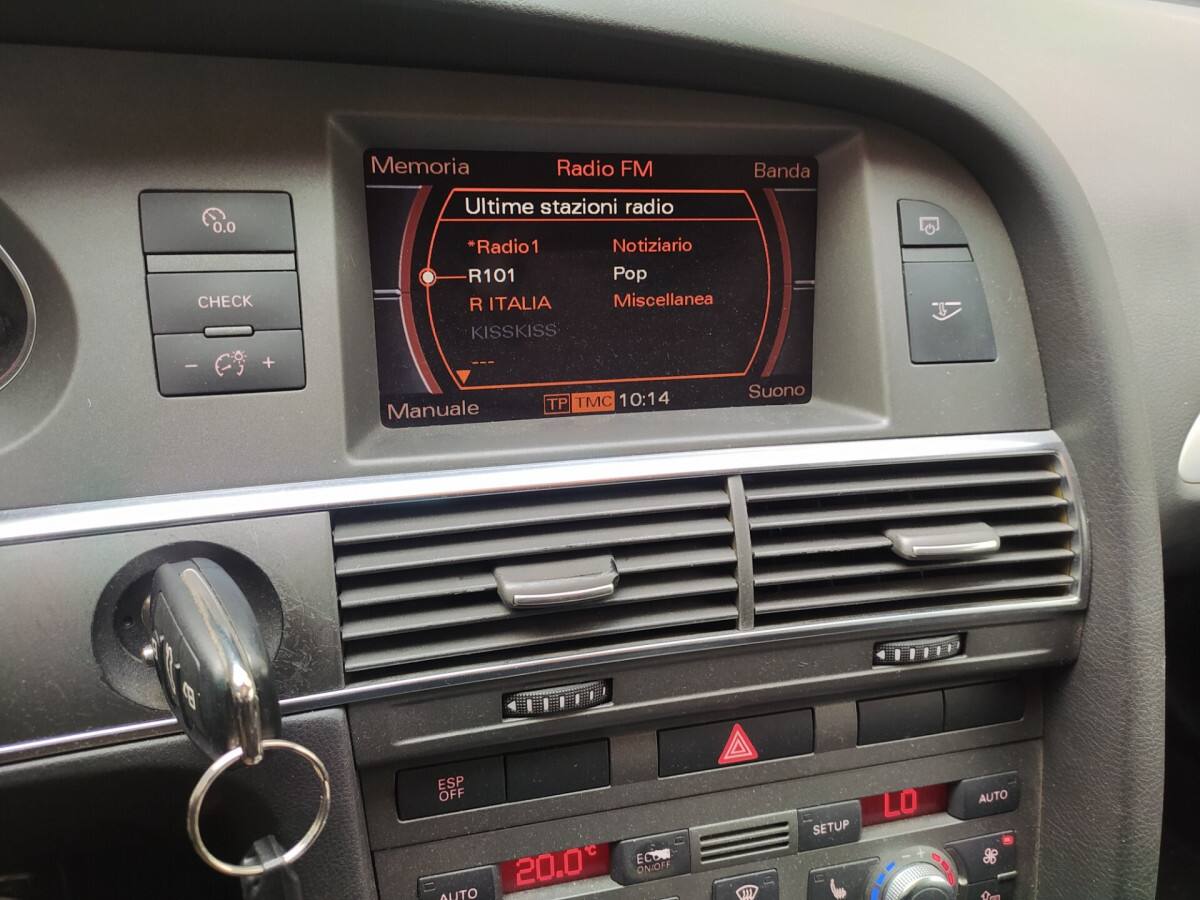 Memoria Radio FM Banda
Ultime stazioni radio
*Radio1 Notiziario
R101 Pop
R ITALIA Miscellanea
KISSKISS
---
Manuale TP TMC 10:14 Suono
0.0
CHECK
- +
ESP
OFF
SETUP
LO
AUTO
20.0°C
ECON
ON/OFF
AUTO
- +